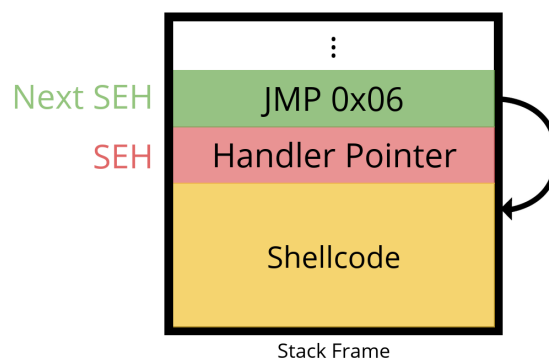 ⋮
Next SEH
JMP 0x06
SEH
Handler Pointer
Shellcode
Stack Frame